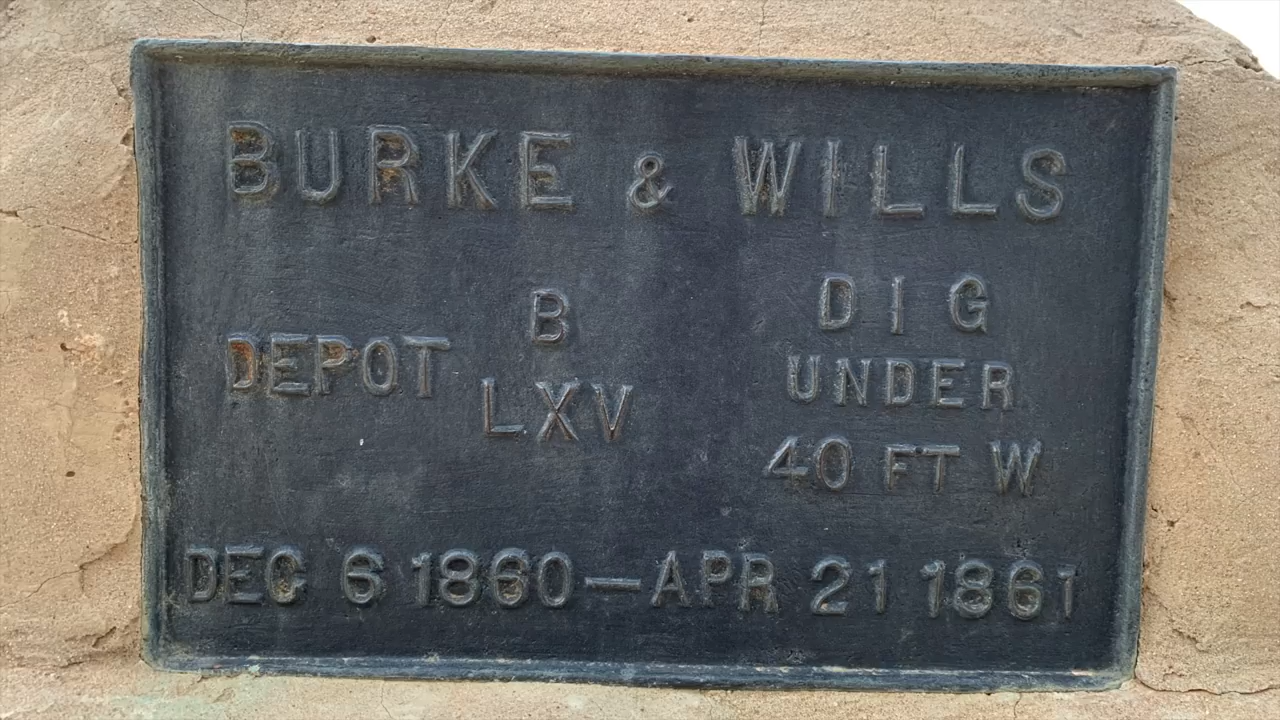 BURKE & WILLS
DEPOT
B
LXV
DIG
UNDER
40 FT W
DEC 6 1860—APR 21 1861